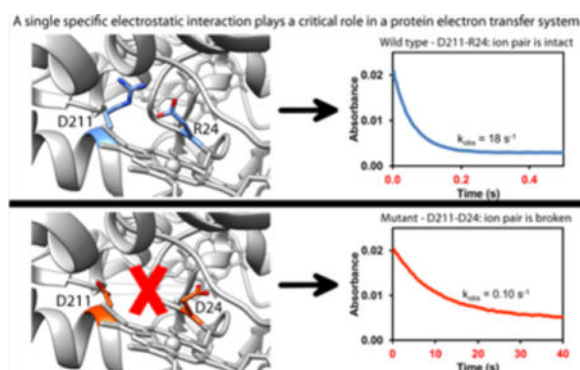 A single specific electrostatic interaction plays a critical role in a protein electron transfer system
D211
R24
Wild type - D211-R24: ion pair is intact
Absorbance
0.02
0.01
0.00
k_obs = 18 s⁻¹
0.0
0.2
0.4
Time (s)
D211
D24
Mutant - D211-D24: ion pair is broken
Absorbance
0.02
0.01
0.00
k_obs = 0.10 s⁻¹
0
10
20
30
40
Time (s)